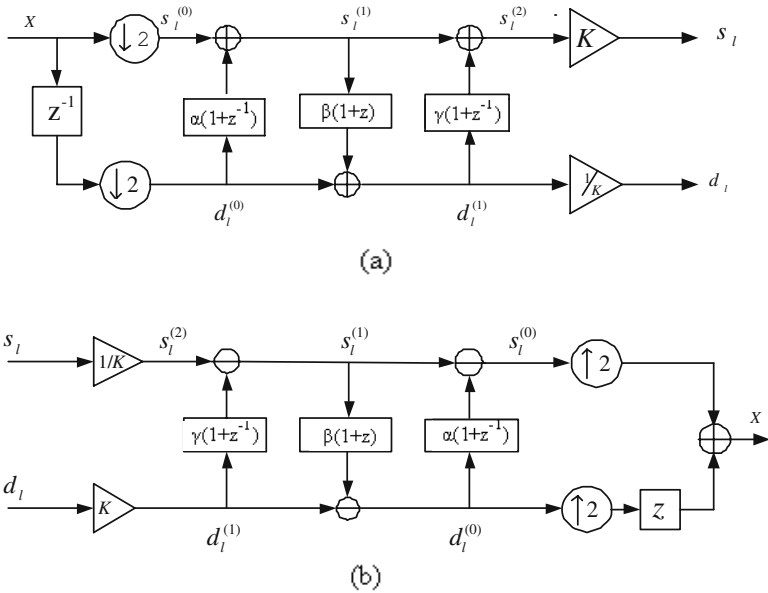 X
↓2
s_l^{(0)}
s_l^{(1)}
s_l^{(2)}
K
s_l
z^{-1}
α(1+z^{-1})
β(1+z)
γ(1+z^{-1})
↓2
d_l^{(0)}
d_l^{(1)}
1/K
d_l
(a)
s_l
1/K
s_l^{(2)}
s_l^{(1)}
s_l^{(0)}
↑2
γ(1+z^{-1})
β(1+z)
α(1+z^{-1})
X
d_l
K
d_l^{(1)}
d_l^{(0)}
↑2
z
(b)